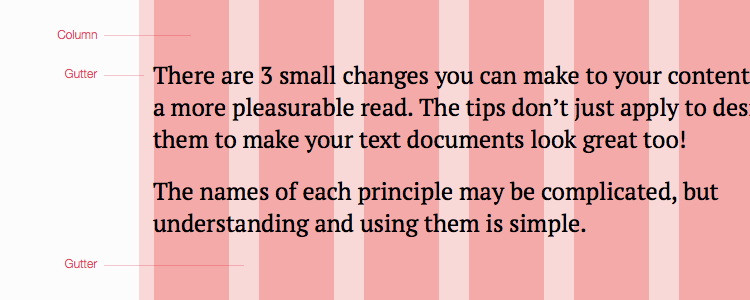 Column
Gutter
There are 3 small changes you can make to your content
a more pleasurable read. The tips don’t just apply to
them to make your text documents look great too!
The names of each principle may be complicated, but
understanding and using them is simple.
Gutter